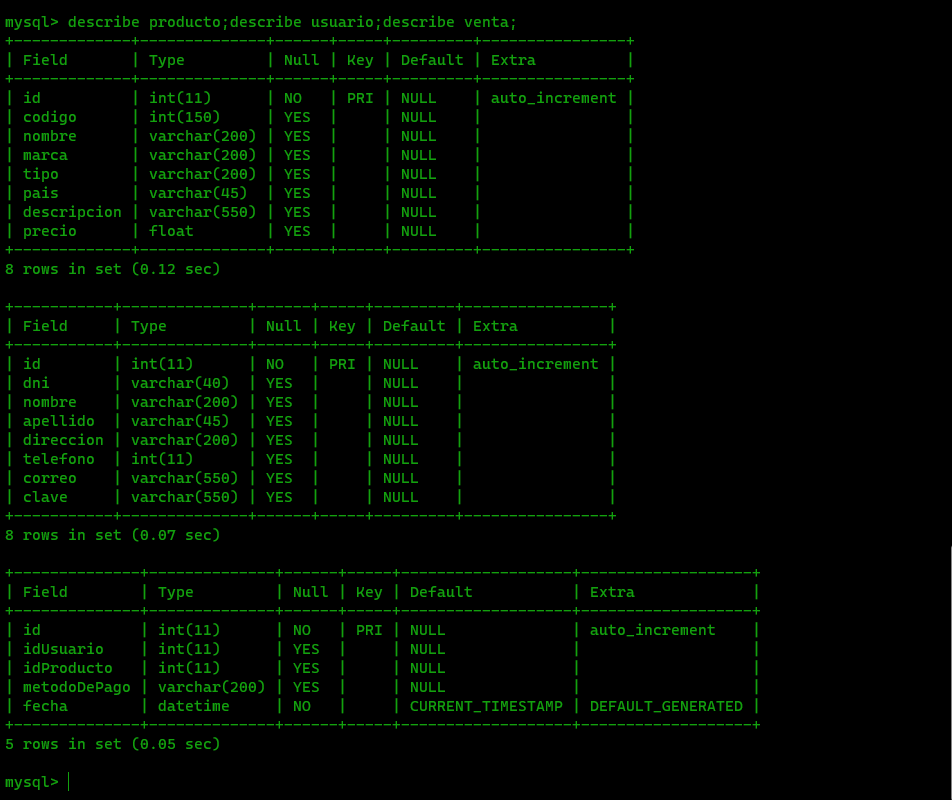 mysql> describe producto;describe usuario;describe venta;
+-------------+--------------+------+-----+---------+----------------+
| Field       | Type         | Null | Key | Default | Extra          |
+-------------+--------------+------+-----+---------+----------------+
| id          | int(11)      | NO   | PRI | NULL    | auto_increment |
| codigo      | int(150)     | YES  |     | NULL    |                |
| nombre      | varchar(200) | YES  |     | NULL    |                |
| marca       | varchar(200) | YES  |     | NULL    |                |
| tipo        | varchar(200) | YES  |     | NULL    |                |
| pais        | varchar(45)  | YES  |     | NULL    |                |
| descripcion | varchar(550) | YES  |     | NULL    |                |
| precio      | float        | YES  |     | NULL    |                |
+-------------+--------------+------+-----+---------+----------------+
8 rows in set (0.12 sec)

+-----------+--------------+------+-----+---------+----------------+
| Field     | Type         | Null | Key | Default | Extra          |
+-----------+--------------+------+-----+---------+----------------+
| id        | int(11)      | NO   | PRI | NULL    | auto_increment |
| dni       | varchar(40)  | YES  |     | NULL    |                |
| nombre    | varchar(200) | YES  |     | NULL    |                |
| apellido  | varchar(45)  | YES  |     | NULL    |                |
| direccion | varchar(200) | YES  |     | NULL    |                |
| telefono  | int(11)      | YES  |     | NULL    |                |
| correo    | varchar(550) | YES  |     | NULL    |                |
| clave     | varchar(550) | YES  |     | NULL    |                |
+-----------+--------------+------+-----+---------+----------------+
8 rows in set (0.07 sec)

+--------------+--------------+------+-----+-------------------+-------------------+
| Field        | Type         | Null | Key | Default           | Extra             |
+--------------+--------------+------+-----+-------------------+-------------------+
| id           | int(11)      | NO   | PRI | NULL              | auto_increment    |
| idUsuario    | int(11)      | YES  |     | NULL              |                   |
| idProducto   | int(11)      | YES  |     | NULL              |                   |
| metodoDePago | varchar(200) | YES  |     | NULL              |                   |
| fecha        | datetime     | NO   |     | CURRENT_TIMESTAMP | DEFAULT_GENERATED |
+--------------+--------------+------+-----+-------------------+-------------------+
5 rows in set (0.05 sec)

mysql>